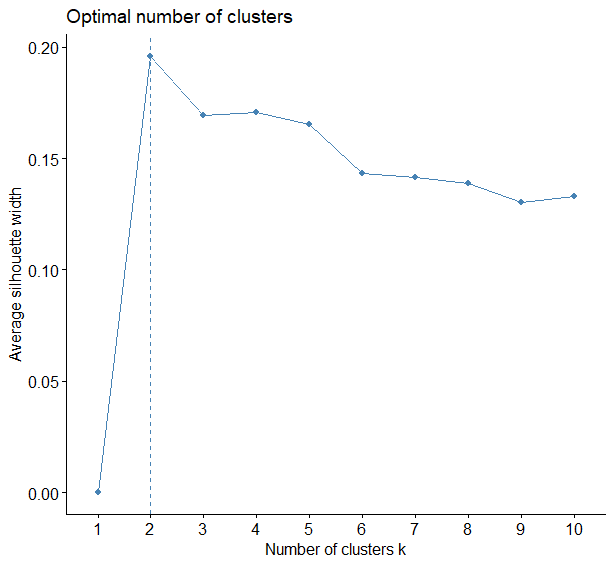 Optimal number of clusters
Average silhouette width
0.20
0.15
0.10
0.05
0.00
1 2 3 4 5 6 7 8 9 10
Number of clusters k